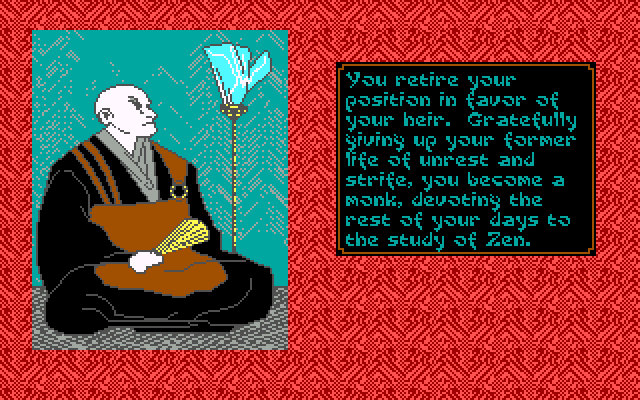 You retire your
position in favor of
your heir.  Gratefully
giving up your former
life of unrest and
strife, you become a
monk, devoting the
rest of your days to
the study of Zen.